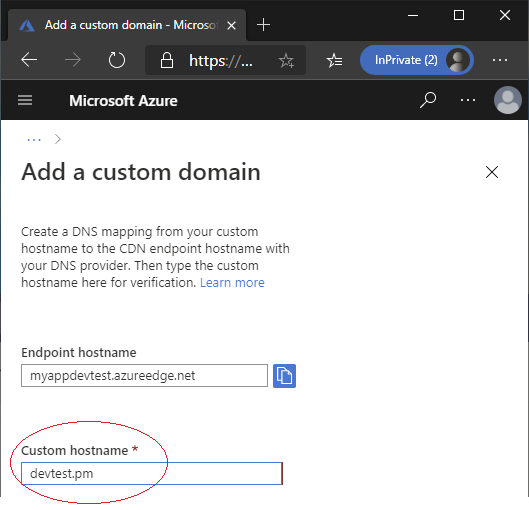 Add a custom domain - Microsof
https://...
InPrivate (2)
Microsoft Azure
Add a custom domain
Create a DNS mapping from your custom
hostname to the CDN endpoint hostname with
your DNS provider. Then type the custom
hostname here for verification. Learn more
Endpoint hostname
myappdevtest.azureedge.net
Custom hostname *
devtest.pm